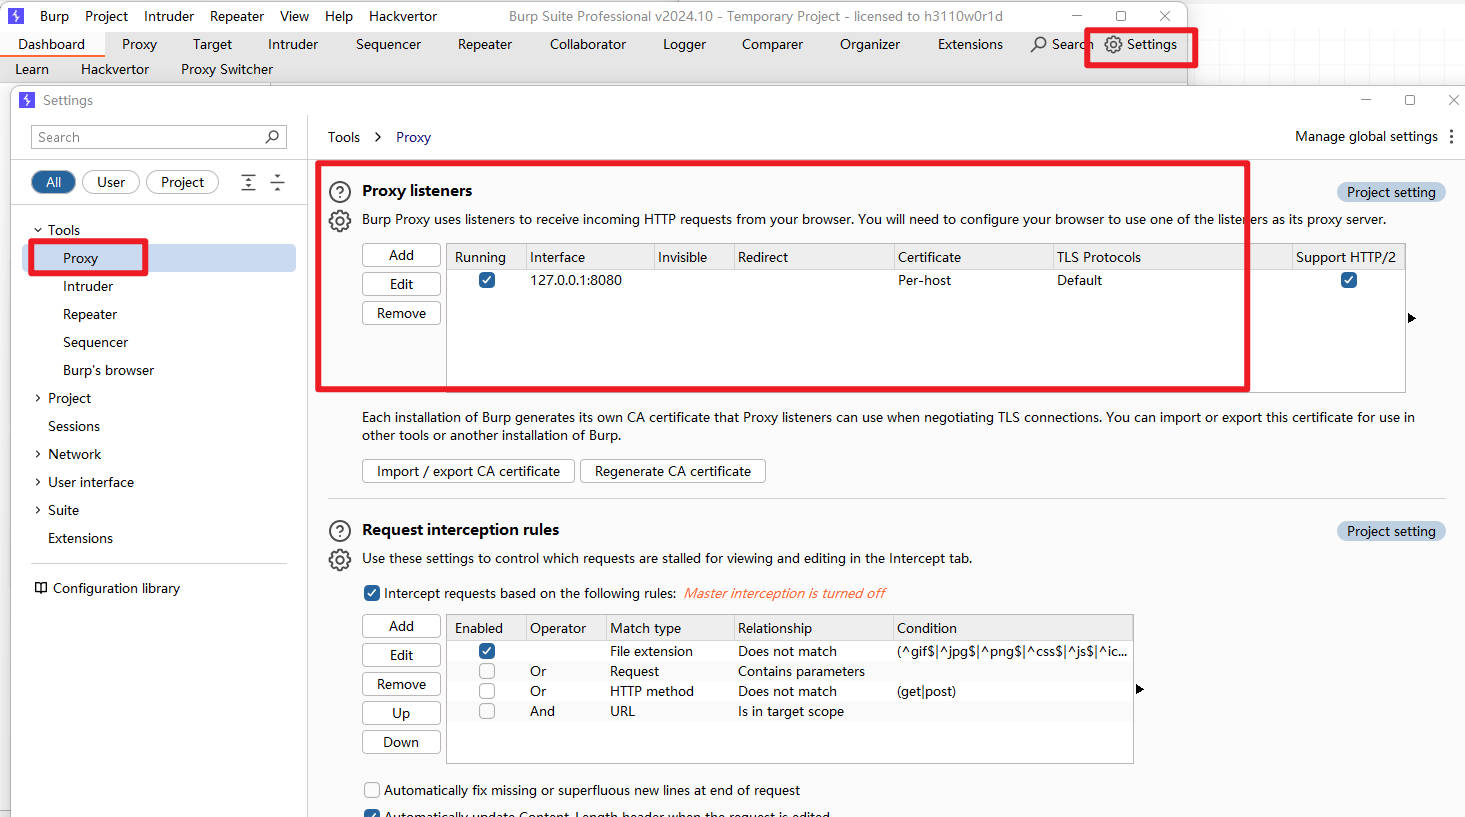 Burp Project Intruder Repeater View Help Hackvertor Burp Suite Professional v2024.10 - Temporary Project - licensed to h3110w0r1d
Dashboard Proxy Target Intruder Sequencer Repeater Collaborator Logger Comparer Organizer Extensions Search Settings
Learn Hackvertor Proxy Switcher
Settings
Search
Tools > Proxy
Manage global settings
All User Project
Tools
Proxy
Intruder
Repeater
Sequencer
Burp's browser
Project
Sessions
Network
User interface
Suite
Extensions
Configuration library
Proxy listeners
Project setting
Burp Proxy uses listeners to receive incoming HTTP requests from your browser. You will need to configure your browser to use one of the listeners as its proxy server.
Add
Edit
Remove
Running Interface Invisible Redirect Certificate TLS Protocols Support HTTP/2
127.0.0.1:8080 Per-host Default
Each installation of Burp generates its own CA certificate that Proxy listeners can use when negotiating TLS connections. You can import or export this certificate for use in
other tools or another installation of Burp.
Import / export CA certificate Regenerate CA certificate
Request interception rules
Project setting
Use these settings to control which requests are stalled for viewing and editing in the Intercept tab.
Intercept requests based on the following rules: Master interception is turned off
Add
Edit
Remove
Up
Down
Enabled Operator Match type Relationship Condition
File extension Does not match (^gif$|^jpg$|^png$|^css$|^js$|^ic...
Or Request Contains parameters
Or HTTP method Does not match (get|post)
And URL Is in target scope
Automatically fix missing or superfluous new lines at end of request
Automatically update Content-Length header when the request is edited